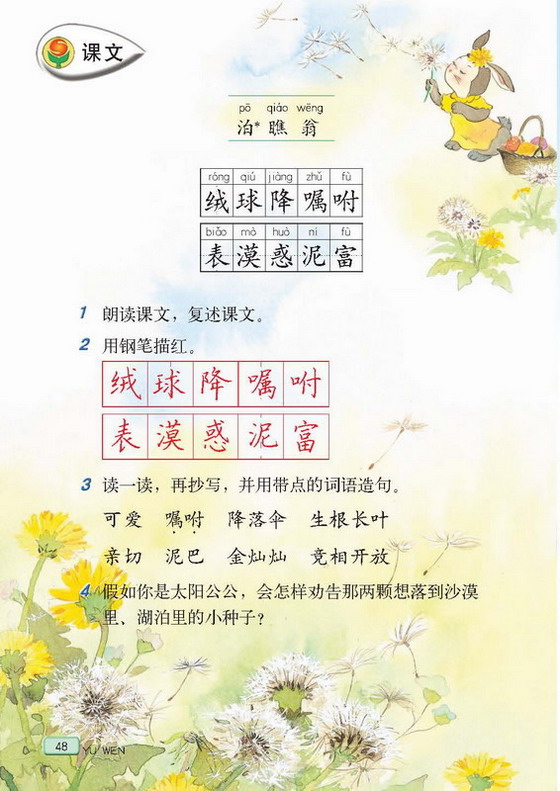 课文
pō qiáo wēng
泊* 瞧 翁
róng qiú jiàng zhǔ fù
绒球降嘱咐
biǎo mò huò ní fù
表漠惑泥富
1 朗读课文，复述课文。
2 用钢笔描红。
绒球降嘱咐
表漠惑泥富
3 读一读，再抄写，并用带点的词语造句。
可爱 嘱咐 降落伞 生根长叶
亲切 泥巴 金灿灿 竞相开放
4 假如你是太阳公公，会怎样劝告那两颗想落到沙漠
里、湖泊里的小种子？
48 YU WEN